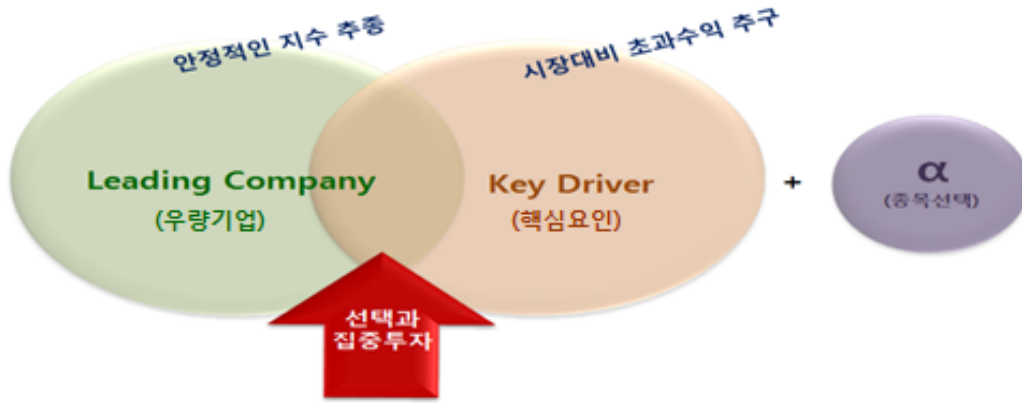 안정적인 지수 추종
시장대비 초과수익 추구
Leading Company
(우량기업)
Key Driver
(핵심요인)
+
α
(종목선택)
선택과
집중투자